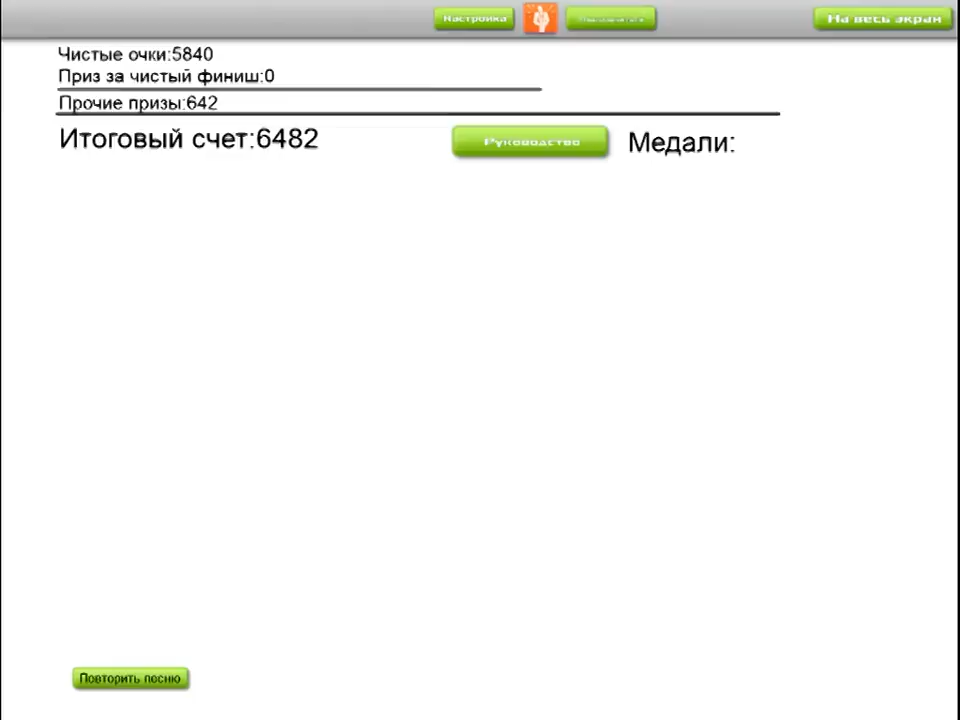 Настройка
На весь экран
Чистые очки:5840
Приз за чистый финиш:0
Прочие призы:642
Итоговый счет:6482
Руководство
Медали:
Повторить песню